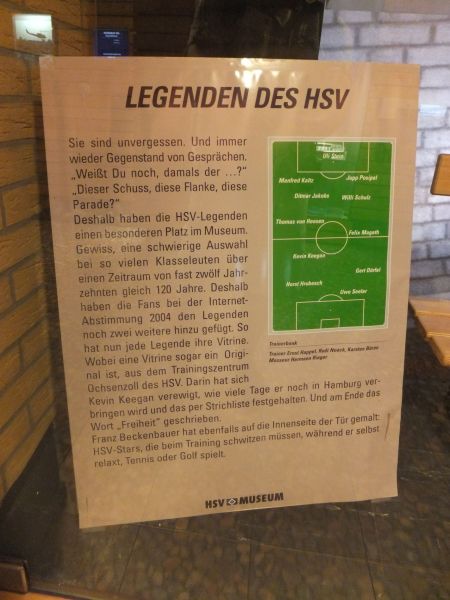 LEGENDEN DES HSV
Sie sind unvergessen. Und immer
wieder Gegenstand von Gesprächen.
„Weißt Du noch, damals der ...?“
„Dieser Schuss, diese Flanke, diese
Parade?“
Deshalb haben die HSV-Legenden
einen besonderen Platz im Museum.
Gewiss, eine schwierige Auswahl
bei so vielen Klasseleuten über
einen Zeitraum von fast zwölf Jahr-
zehnten gleich 120 Jahre. Deshalb
haben die Fans bei der Internet-
Abstimmung 2004 den Legenden
noch zwei weitere hinzu gefügt. So
hat nun jede Legende ihre Vitrine.
Wobei eine Vitrine sogar ein Origi-
nal ist, aus dem Trainingszentrum
Ochsenzoll des HSV. Darin hat sich
Kevin Keegan verewigt, wie viele Tage er noch in Hamburg ver-
bringen wird und das per Strichliste festgehalten. Und am Ende das
Wort „Freiheit“ geschrieben.
Franz Beckenbauer hat ebenfalls auf die Innenseite der Tür gemalt:
HSV-Stars, die beim Training schwitzen müssen, während er selbst
relaxt, Tennis oder Golf spielt.
Uli Stein
Manfred Kaltz
Jupp Posipal
Ditmar Jakobs
Willi Schulz
Thomas von Heesen
Felix Magath
Kevin Keegan
Gert Dörfel
Horst Hrubesch
Uwe Seeler
Trainerbank
Trainer Ernst Happel, Rudi Noack, Karsten Bäron
Masseur Hermann Rieger
HSV MUSEUM